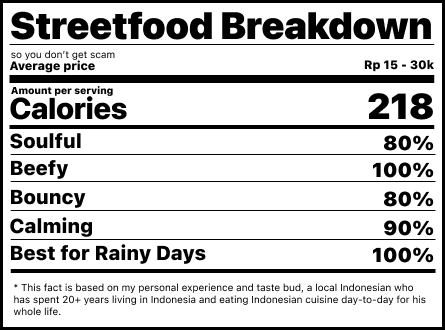 Streetfood Breakdown
so you don't get scam
Average price Rp 15 - 30k
Amount per serving
Calories 218
Soulful 80%
Beefy 100%
Bouncy 80%
Calming 90%
Best for Rainy Days 100%
* This fact is based on my personal experience and taste bud, a local Indonesian who
has spent 20+ years living in Indonesia and eating Indonesian cuisine day-to-day for his
whole life.